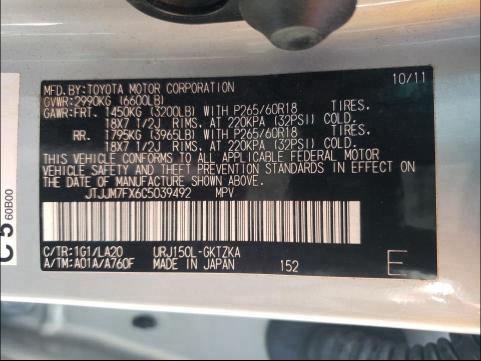 MFD.BY:TOYOTA MOTOR CORPORATION 10/11
GVWR:2990KG (6600LB)
GAWR:FRT. 1450KG (3200LB) WITH P265/60R18 TIRES.
18X7 1/2J RIMS, AT 220KPA (32PSI) COLD.
RR. 1795KG (3965LB) WITH P265/60R18 TIRES.
18X7 1/2J RIMS, AT 220KPA (32PSI) COLD.
THIS VEHICLE CONFORMS TO ALL APPLICABLE FEDERAL MOTOR
VEHICLE SAFETY AND THEFT PREVENTION STANDARDS IN EFFECT ON
THE DATE OF MANUFACTURE SHOWN ABOVE.
JTJJM7FX6C5039492 MPV
C/TR:1G1/LA20 URJ150L-GKTZKA
A/TM:A01A/A760F MADE IN JAPAN 152 E
C 5
60B00